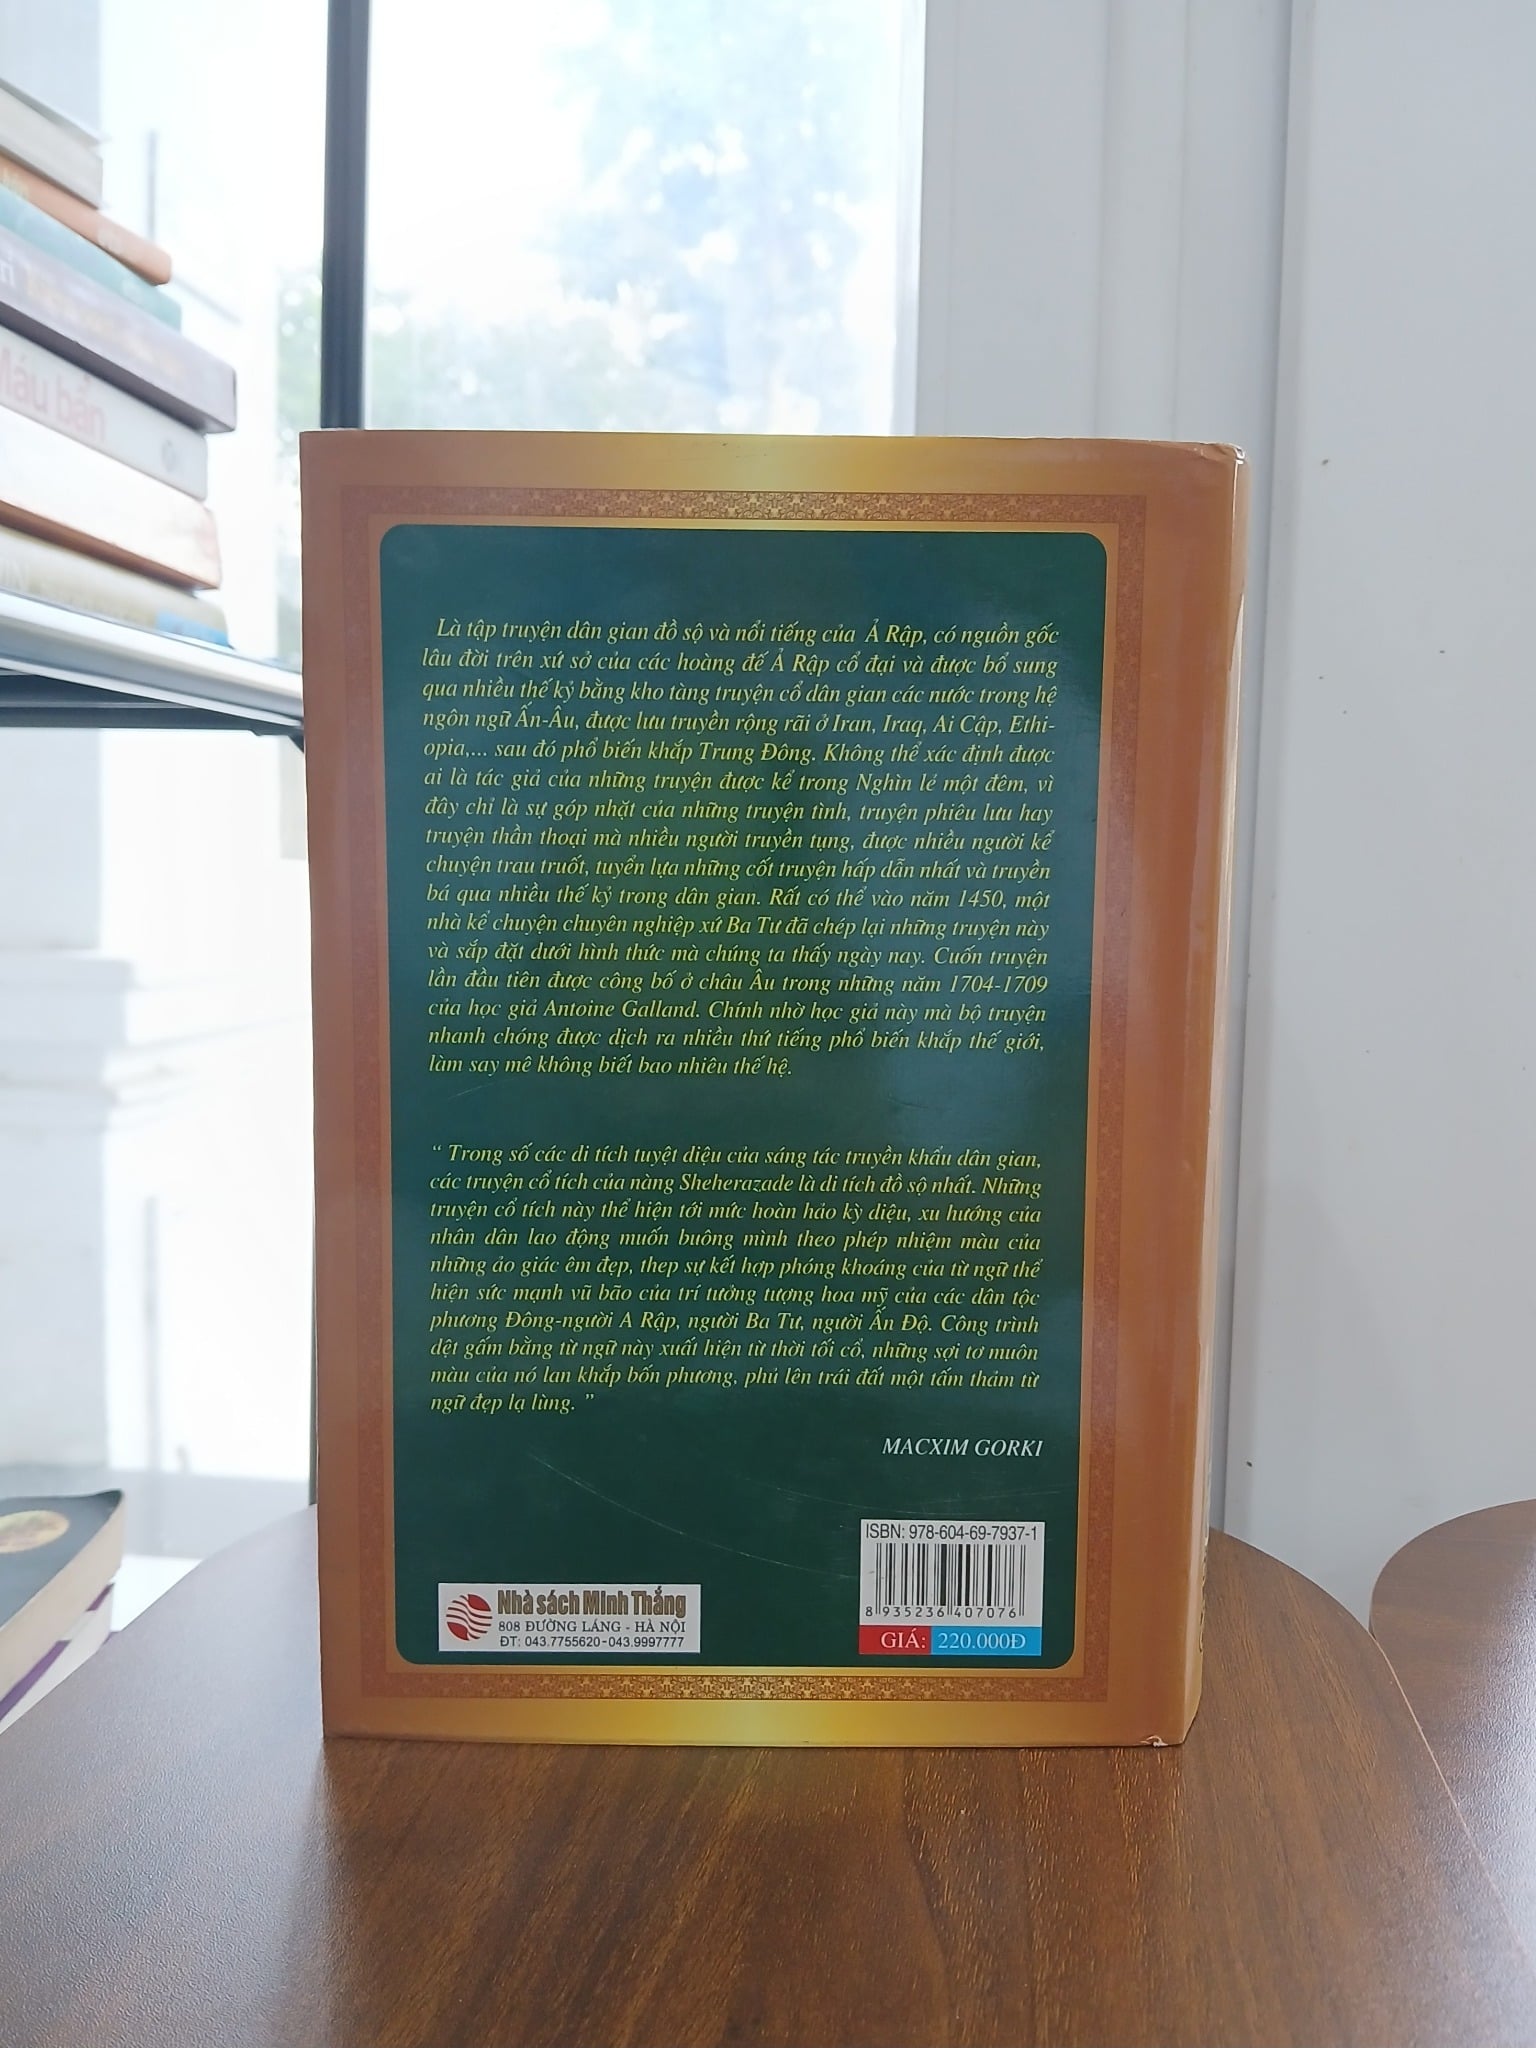 Máu bẩn
Là tập truyện dân gian đồ sộ và nổi tiếng của Ả Rập, có nguồn gốc
lâu đời trên xứ sở của các hoàng đế Ả Rập cổ đại và được bổ sung
qua nhiều thế kỷ bằng kho tàng truyện cổ dân gian các nước trong hệ
ngôn ngữ Ấn-Âu, được lưu truyền rộng rãi ở Iran, Iraq, Ai Cập, Ethi-
opia,... sau đó phổ biến khắp Trung Đông. Không thể xác định được
ai là tác giả của những truyện được kể trong Nghìn lẻ một đêm, vì
đây chỉ là sự góp nhặt của những truyện tình, truyện phiêu lưu hay
truyện thần thoại mà nhiều người truyền tụng, được nhiều người kể
chuyện trau truốt, tuyển lựa những cốt truyện hấp dẫn nhất và truyền
bá qua nhiều thế kỷ trong dân gian. Rất có thể vào năm 1450, một
nhà kể chuyện chuyên nghiệp xứ Ba Tư đã chép lại những truyện này
và sắp đặt dưới hình thức mà chúng ta thấy ngày nay. Cuốn truyện
lần đầu tiên được công bố ở châu Âu trong những năm 1704-1709
của học giả Antoine Galland. Chính nhờ học giả này mà bộ truyện
nhanh chóng được dịch ra nhiều thứ tiếng phổ biến khắp thế giới,
làm say mê không biết bao nhiêu thế hệ.
“ Trong số các di tích tuyệt diệu của sáng tác truyền khẩu dân gian,
các truyện cổ tích của nàng Sheherazade là di tích đồ sộ nhất. Những
truyện cổ tích này thể hiện tới mức hoàn hảo kỳ diệu, xu hướng của
nhân dân lao động muốn buông mình theo phép nhiệm màu của
những ảo giác êm đẹp, thep sự kết hợp phóng khoáng của từ ngữ thể
hiện sức mạnh vũ bão của trí tưởng tượng hoa mỹ của các dân tộc
phương Đông-người A Rập, người Ba Tư, người Ấn Độ. Công trình
dệt gấm bằng từ ngữ này xuất hiện từ thời tối cổ, những sợi tơ muôn
màu của nó lan khắp bốn phương, phủ lên trái đất một tấm thảm từ
ngữ đẹp lạ lùng. ”
MACXIM GORKI
ISBN: 978-604-69-7937-1
8 935236 407076
GIÁ: 220.000Đ
Nhà sách Minh Thắng
808 ĐƯỜNG LÁNG - HÀ NỘI
ĐT: 043.7755620-043.9997777